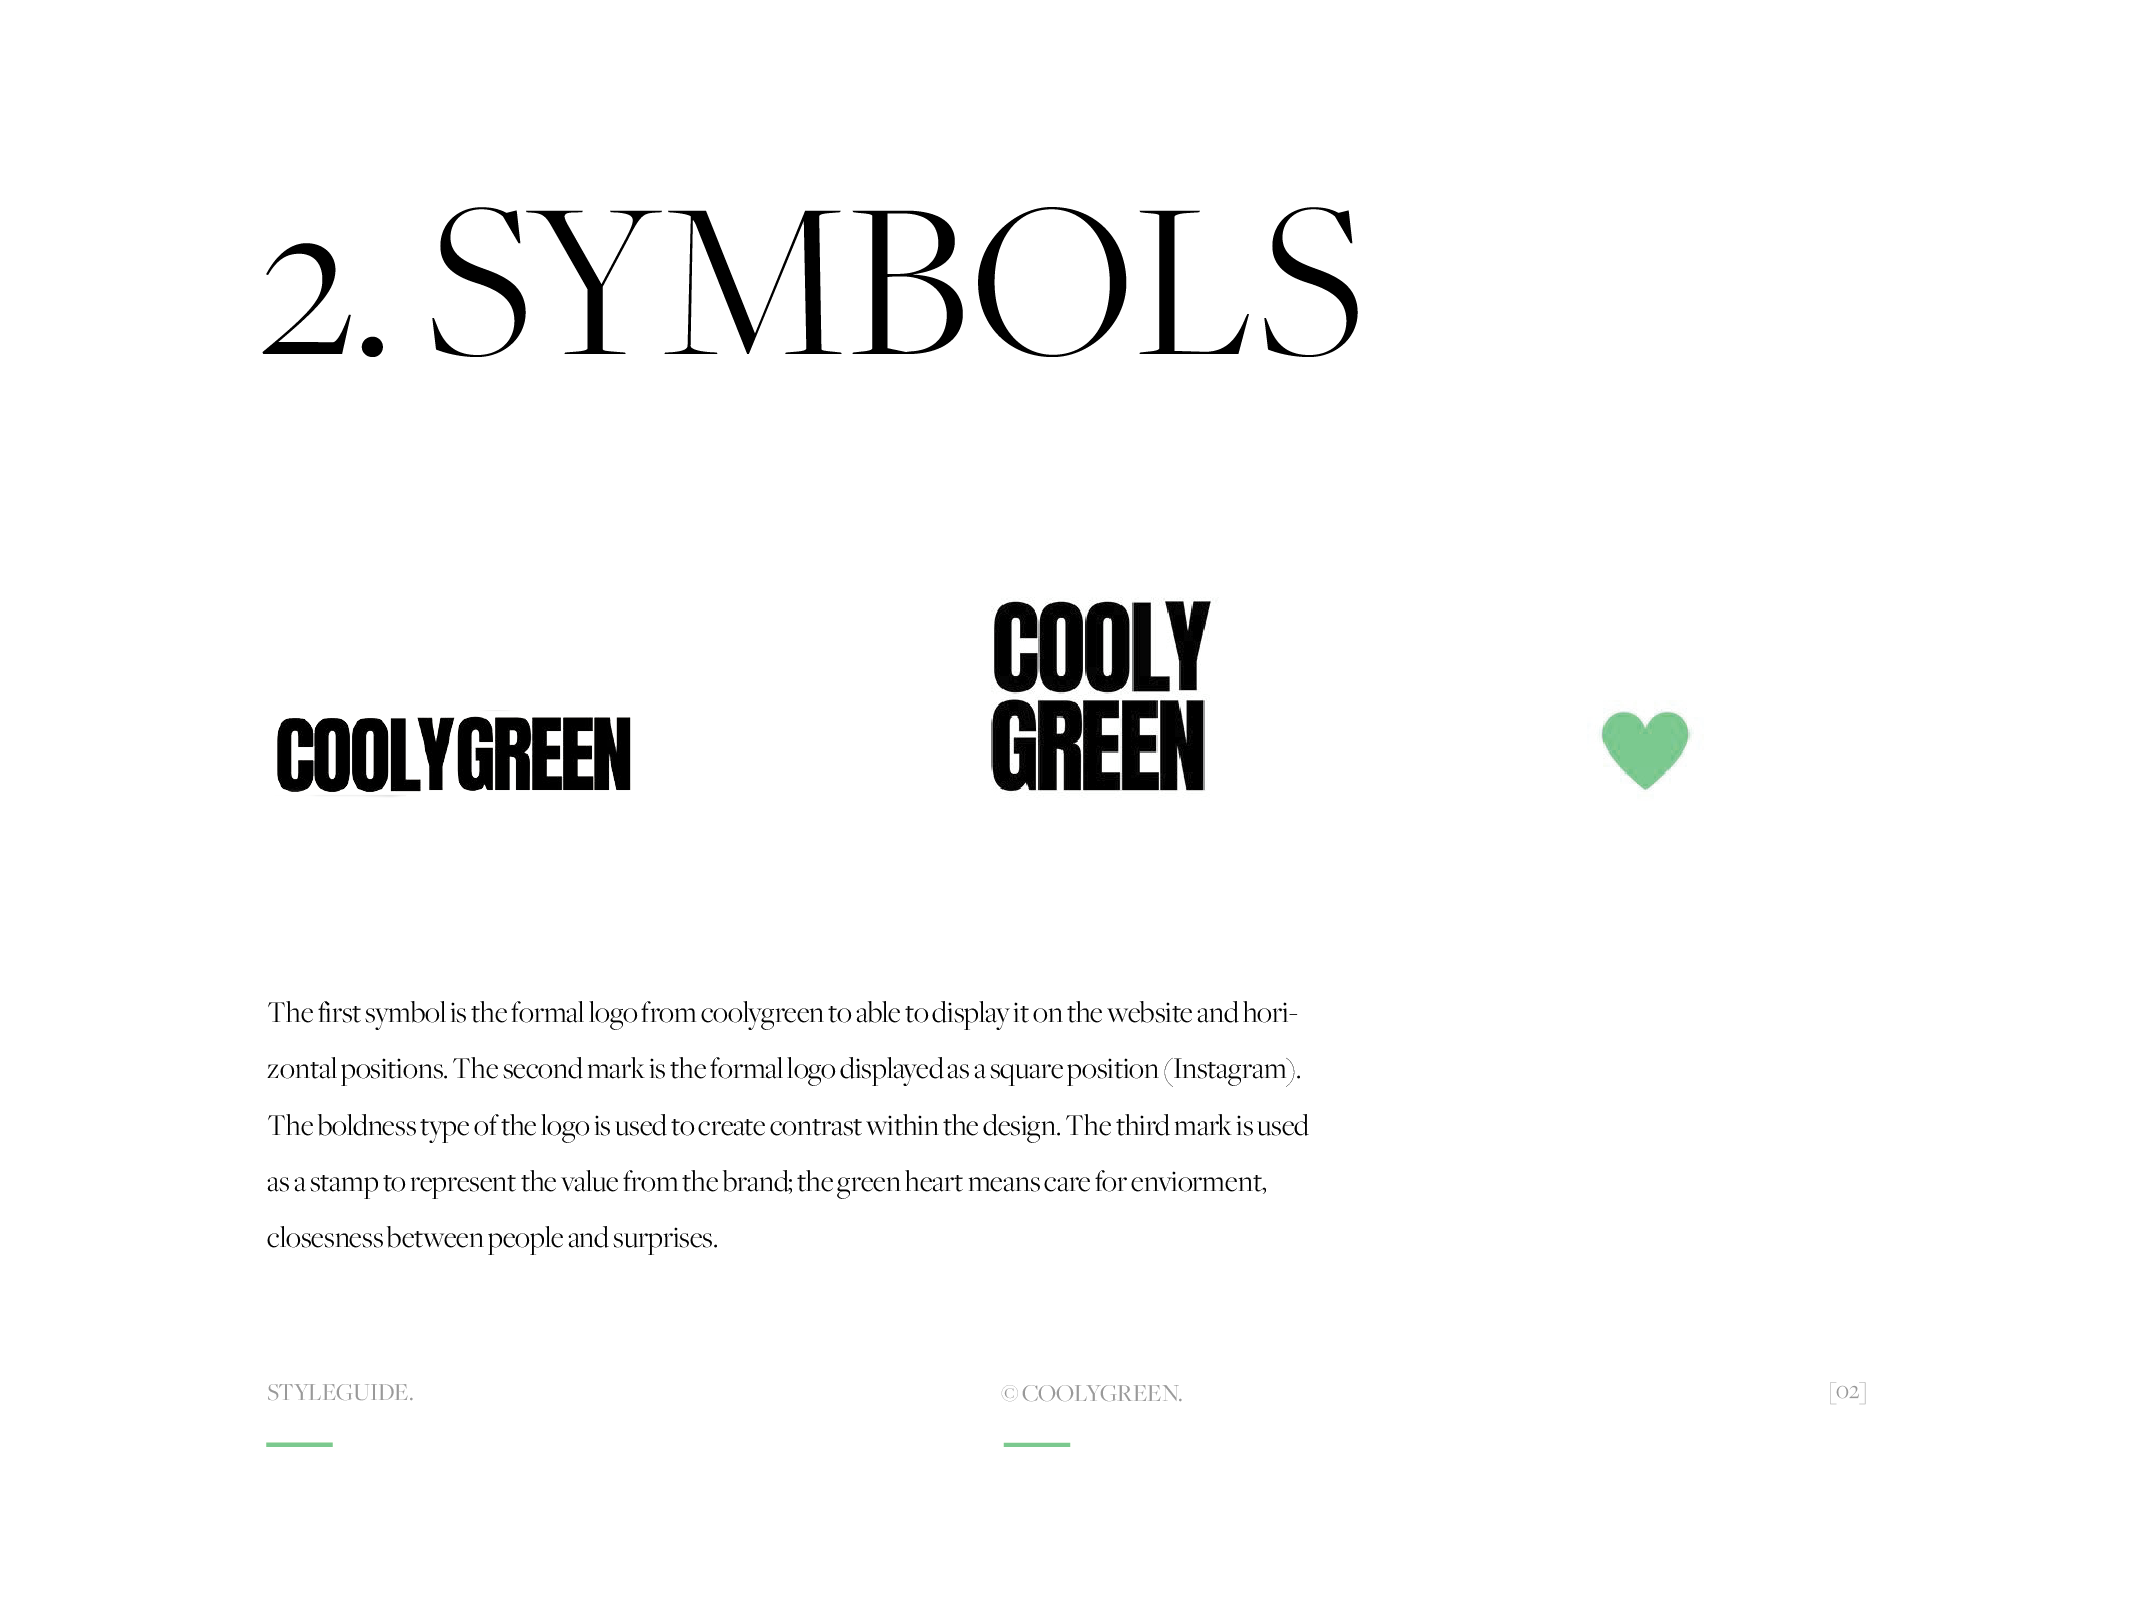 2. SYMBOLS
COOLYGREEN
COOLY
GREEN
The first symbol is the formal logo from coolygreen to able to display it on the website and hori-
zontal positions. The second mark is the formal logo displayed as a square position (Instagram).
The boldness type of the logo is used to create contrast within the design. The third mark is used
as a stamp to represent the value from the brand; the green heart means care for enviorment,
closesness between people and surprises.
STYLEGUIDE.
© COOLYGREEN.
[02]